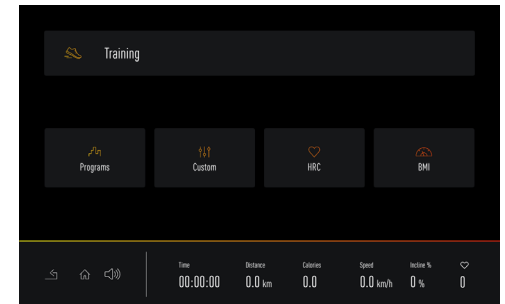 Training
Programs
Custom
HRC
BMI
Time
Distance
Calories
Speed
Incline %
00:00:00
0.0 km
0.0
0.0 km/h
0 %
0